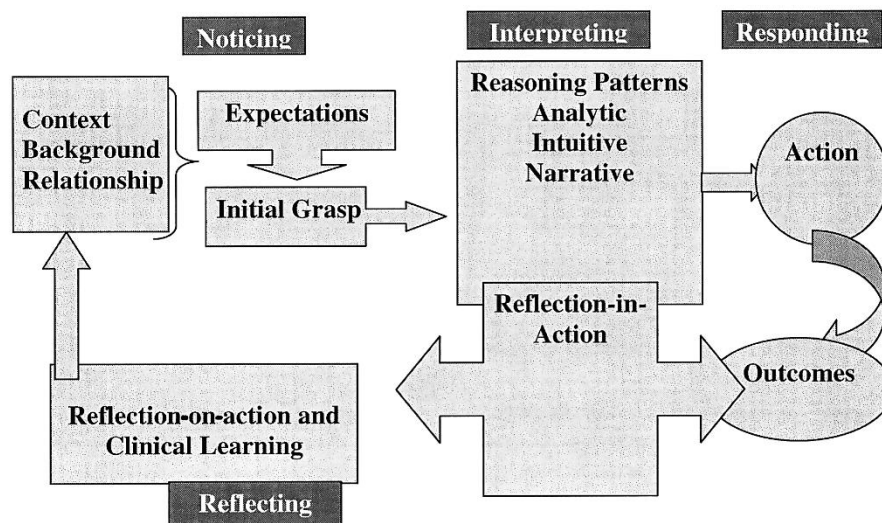 Noticing
Interpreting
Responding
Context
Background
Relationship
Expectations
Initial Grasp
Reasoning Patterns
Analytic
Intuitive
Narrative
Action
Reflection-in-
Action
Outcomes
Reflection-on-action and
Clinical Learning
Reflecting